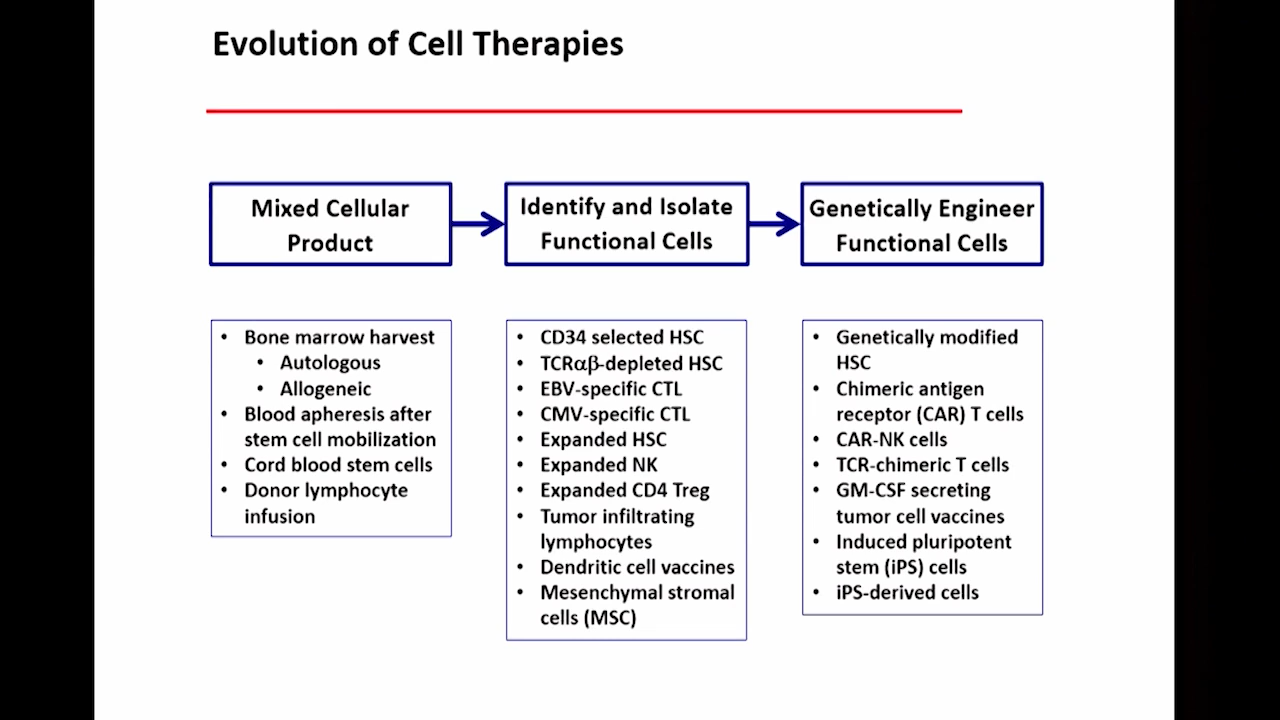 Evolution of Cell Therapies
Mixed Cellular
Product
Identify and Isolate
Functional Cells
Genetically Engineer
Functional Cells
• Bone marrow harvest
• Autologous
• Allogeneic
• Blood apheresis after
stem cell mobilization
• Cord blood stem cells
• Donor lymphocyte
infusion
• CD34 selected HSC
• TCRαβ-depleted HSC
• EBV-specific CTL
• CMV-specific CTL
• Expanded HSC
• Expanded NK
• Expanded CD4 Treg
• Tumor infiltrating
lymphocytes
• Dendritic cell vaccines
• Mesenchymal stromal
cells (MSC)
• Genetically modified
HSC
• Chimeric antigen
receptor (CAR) T cells
• CAR-NK cells
• TCR-chimeric T cells
• GM-CSF secreting
tumor cell vaccines
• Induced pluripotent
stem (iPS) cells
• iPS-derived cells